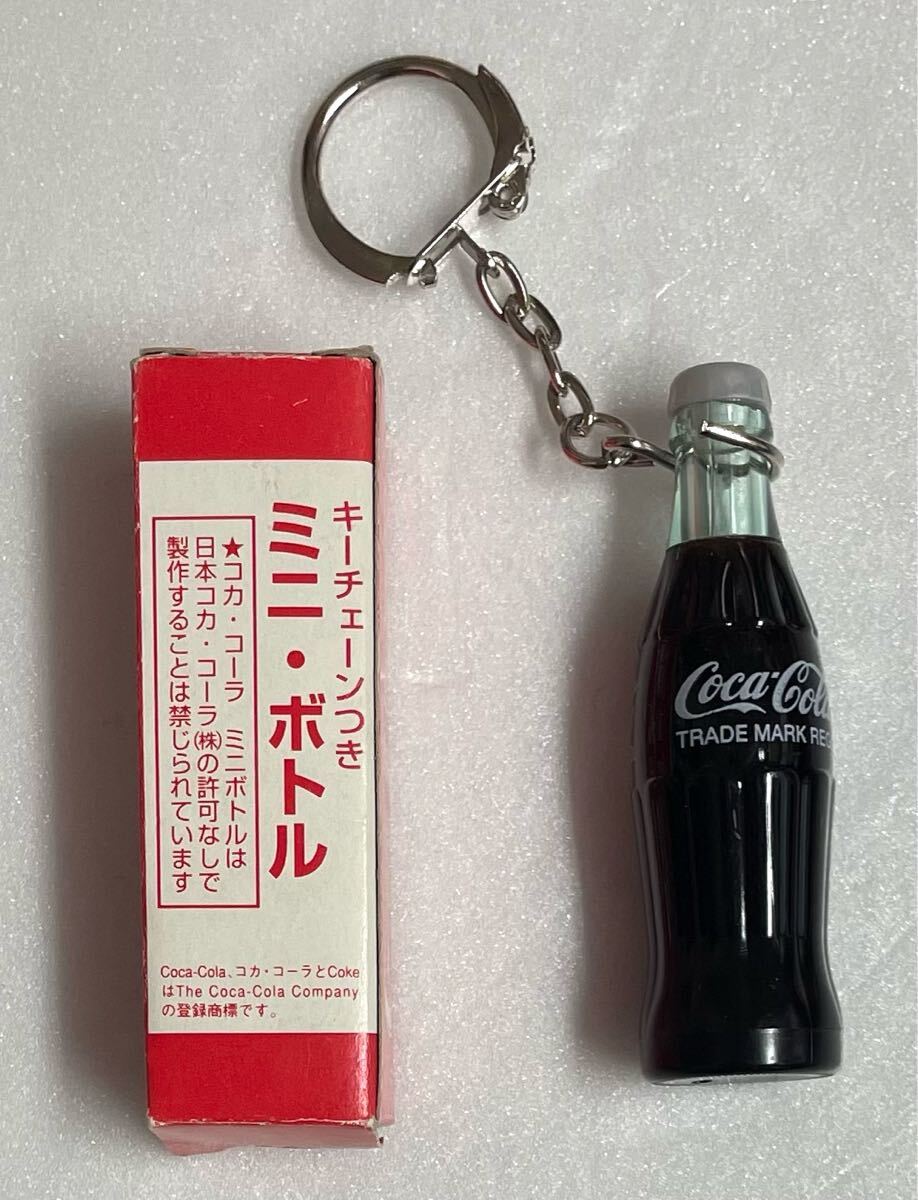 キーチェーンつき
ミニ・ボトル
★コカ・コーラ ミニボトルは
日本コカ・コーラ(株)の許可なしで
製作することは禁じられています
Coca-Cola、コカ・コーラとCoke
はThe Coca-Cola Company
の登録商標です。
Coca-Cola
TRADE MARK REG